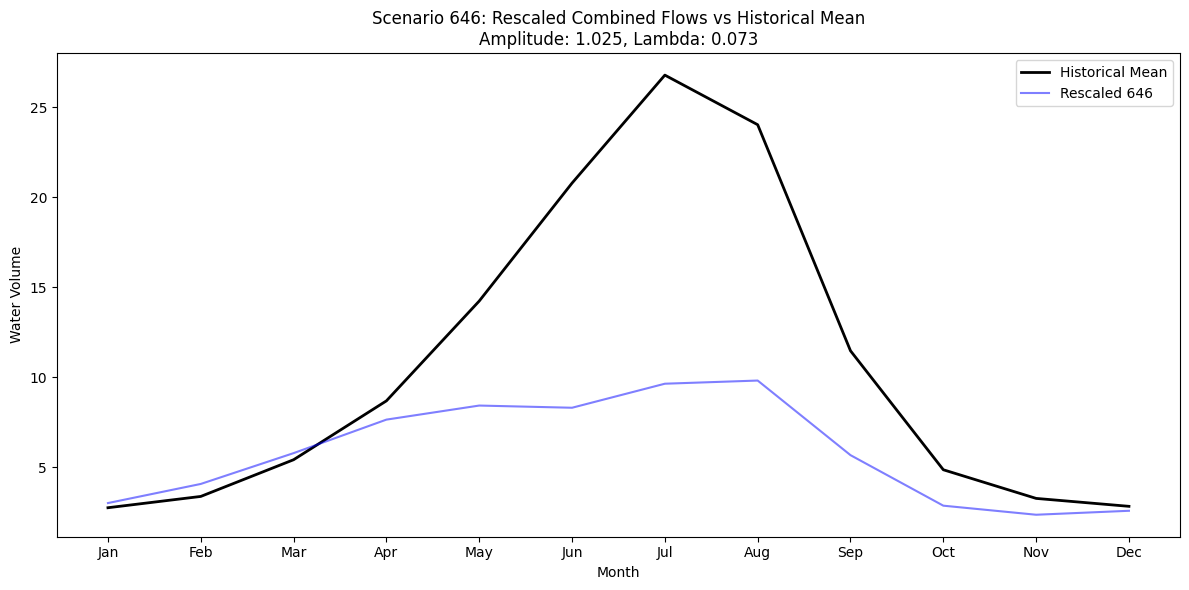 Scenario 646: Rescaled Combined Flows vs Historical Mean
Amplitude: 1.025, Lambda: 0.073
Historical Mean
Rescaled 646
Water Volume
25
20
15
10
5
Jan Feb Mar Apr May Jun Jul Aug Sep Oct Nov Dec
Month